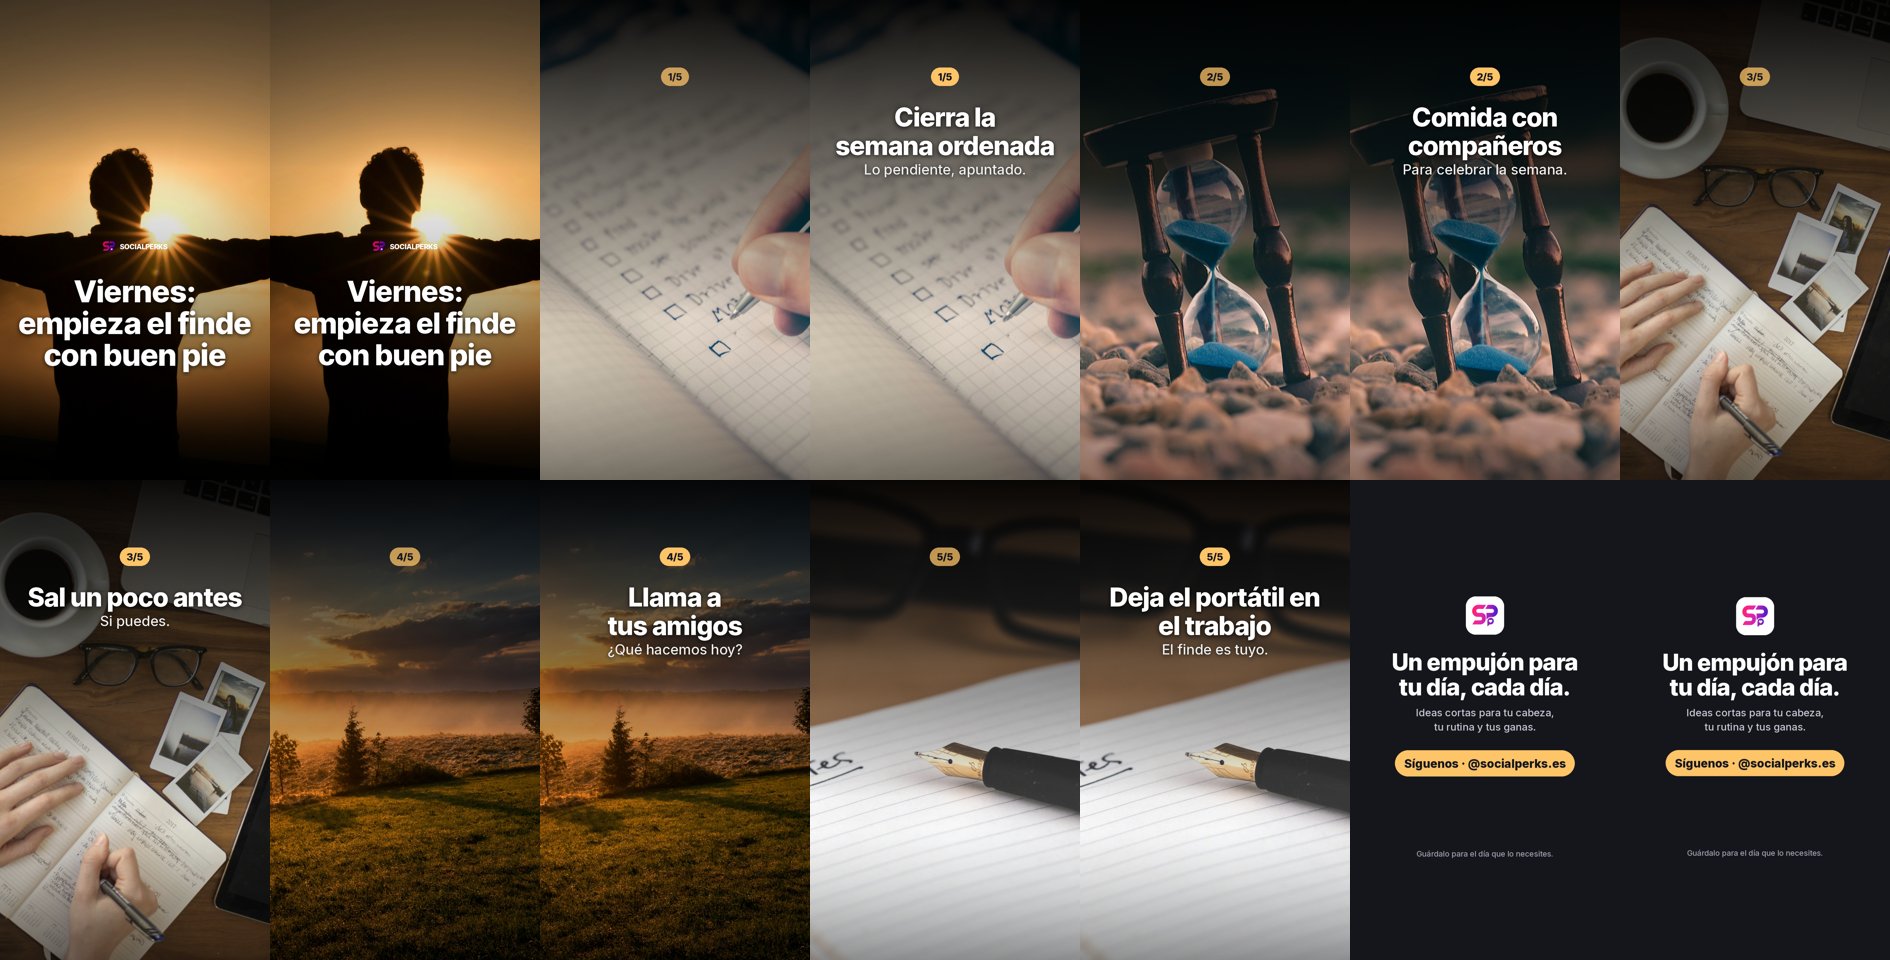 SP SOCIALPERKS
Viernes:
empieza el finde
con buen pie
SP SOCIALPERKS
Viernes:
empieza el finde
con buen pie
1/5
1/5
Cierra la
semana ordenada
Lo pendiente, apuntado.
2/5
2/5
Comida con
compañeros
Para celebrar la semana.
3/5
3/5
Sal un poco antes
Si puedes.
4/5
4/5
Llama a
tus amigos
¿Qué hacemos hoy?
5/5
5/5
Deja el portátil en
el trabajo
El finde es tuyo.
SPp
Un empujón para
tu día, cada día.
Ideas cortas para tu cabeza,
tu rutina y tus ganas.
Síguenos · @socialperks.es
Guárdalo para el día que lo necesites.
SPp
Un empujón para
tu día, cada día.
Ideas cortas para tu cabeza,
tu rutina y tus ganas.
Síguenos · @socialperks.es
Guárdalo para el día que lo necesites.